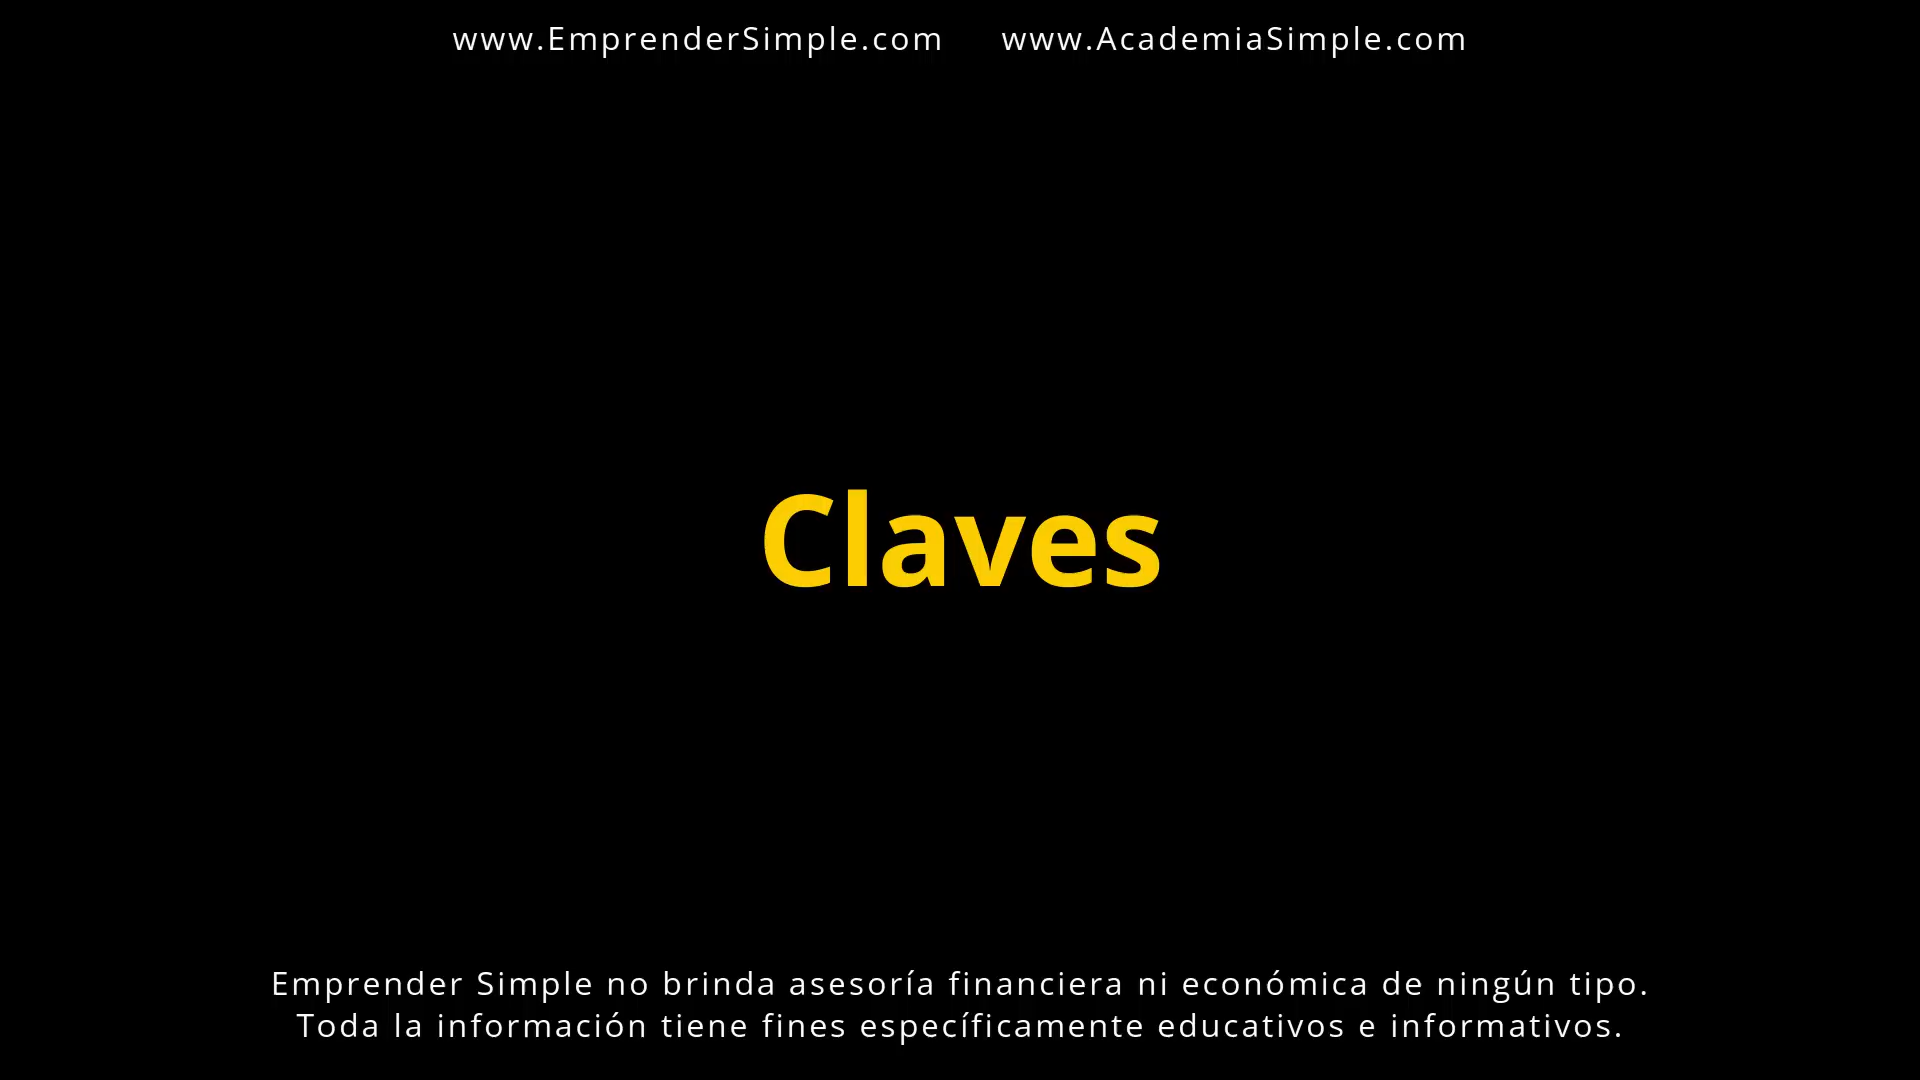 www.EmprenderSimple.com www.AcademiaSimple.com
Claves
Emprender Simple no brinda asesoría financiera ni económica de ningún tipo.
Toda la información tiene fines específicamente educativos e informativos.